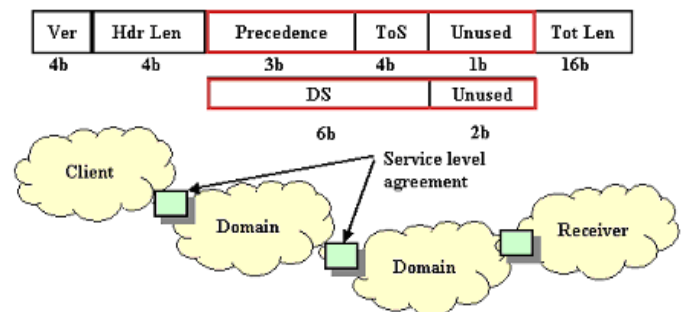 Ver Hdr Len Precedence ToS Unused Tot Len
4b 4b 3b 4b 1b 16b
DS Unused
6b 2b
Service level
agreement
Client
Domain
Domain
Receiver